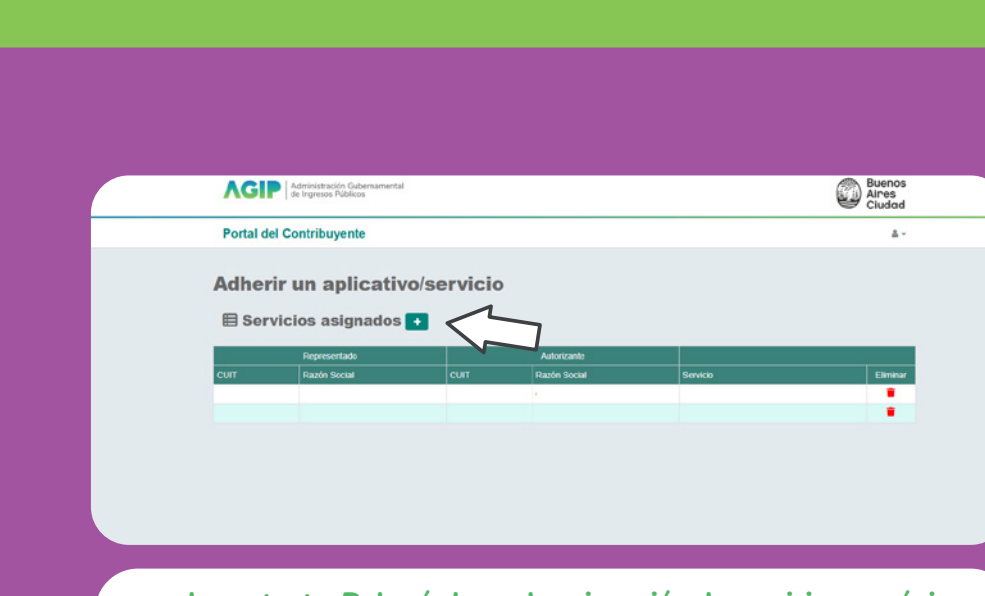 AGIP Administración Gubernamental
de Ingresos Públicos
Buenos
Aires
Ciudad
Portal del Contribuyente
Adherir un aplicativo/servicio
Servicios asignados +
Representado Autorizante
CUIT Razón Social CUIT Razón Social Servicio Eliminar